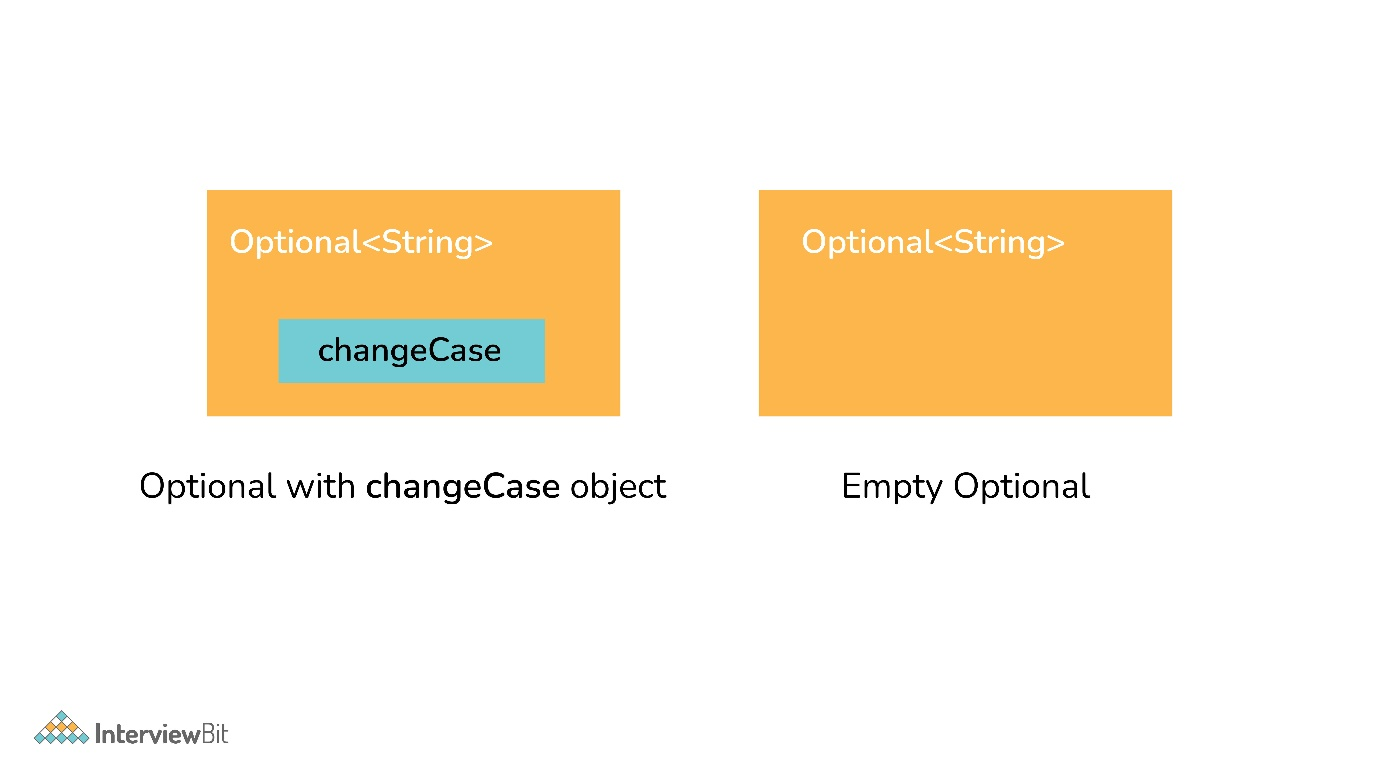 Optional<String>
Optional<String>
changeCase
Optional with changeCase object
Empty Optional
InterviewBit